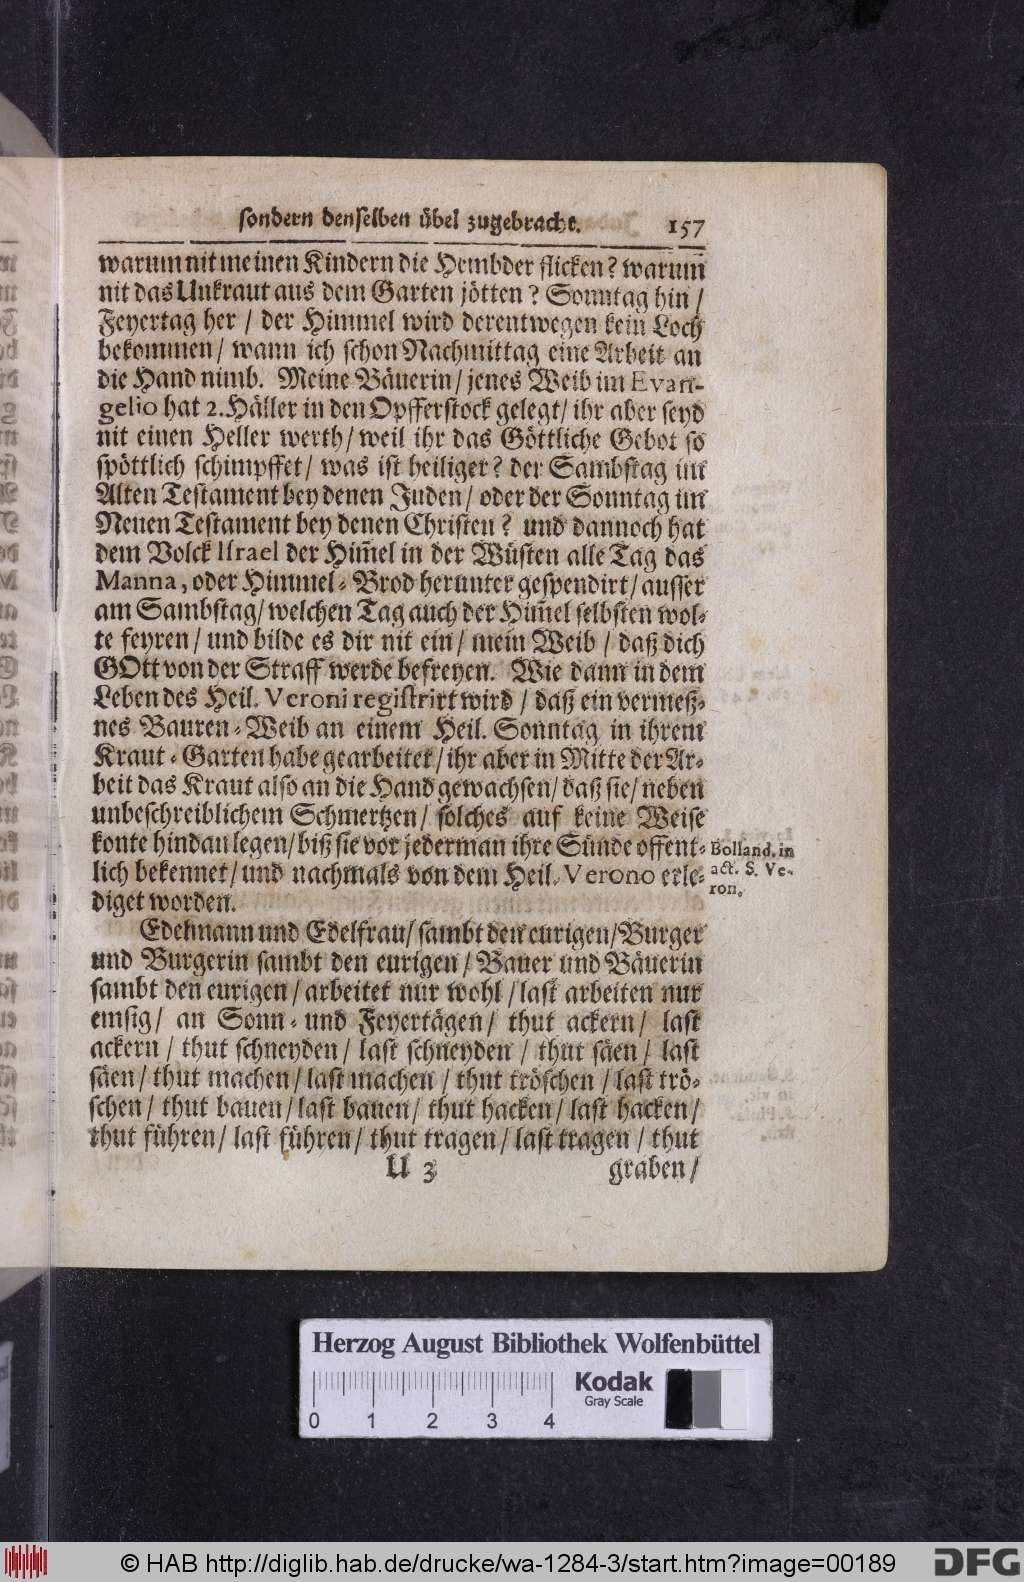 sondern denselben übel zugebracht. 157
warum nit meinen Kindern die Hembder flicken? warum
nit das Unkraut aus dem Garten jötten? Sonntag hin /
Feyertag her / der Himmel wird derentwegen kein Loch
bekommen / wann ich schon Nachmittag eine Arbeit an
die Hand nimb. Meine Bäuerin / jenes Weib im Evan-
gelio hat 2. Häller in den Opfferstock gelegt / ihr aber seyd
nit einen Heller werth / weil ihr das Göttliche Gebot so
spöttlich schimpffet / was ist heiliger? der Sambstag im
Alten Testament bey denen Juden / oder der Sonntag im
Neuen Testament bey denen Christen? und dannoch hat
dem Volck Israel der Him̃el in der Wüsten alle Tag das
Manna, oder Himmel-Brod herunter gespendirt / ausser
am Sambstag / welchen Tag auch der Him̃el selbsten wol-
te feyren / und bilde es dir nit ein / mein Weib / daß dich
GOtt von der Straff werde befreyen. Wie dann in dem
Leben des Heil. Veroni registrirt wird / daß ein vermeß-
nes Bauren-Weib an einem Heil. Sonntag in ihrem
Kraut-Garten habe gearbeitet / ihr aber in Mitte der Ar-
beit das Kraut also an die Hand gewachsen / daß sie / neben
unbeschreiblichem Schmertzen / solches auf keine Weise
konte hindan legen / biß sie vor jederman ihre Sünde offent-
lich bekennet / und nachmals von dem Heil. Verono erle-
diget worden.
Bolland. in
act. S. Ve-
ron.
Edelmann und Edelfrau / sambt den eurigen / Burger
und Burgerin sambt den eurigen / Bauer und Bäuerin
sambt den eurigen / arbeitet nur wohl / last arbeiten nur
emsig / an Sonn- und Feyertägen / thut ackern / last
ackern / thut schneyden / last schneyden / thut säen / last
säen / thut machen / last machen / thut tröschen / last trö-
schen / thut bauen / last bauen / thut hacken / last hacken /
thut führen / last führen / thut tragen / last tragen / thut
U 3 graben /
Herzog August Bibliothek Wolfenbüttel
Kodak
Gray Scale
0 1 2 3 4
© HAB http://diglib.hab.de/drucke/wa-1284-3/start.htm?image=00189
DFG